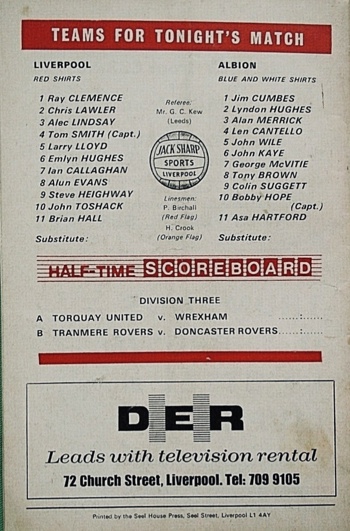 TEAMS FOR TONIGHT'S MATCH
LIVERPOOL
RED SHIRTS
1 Ray CLEMENCE
2 Chris LAWLER
3 Alec LINDSAY
4 Tom SMITH (Capt.)
5 Larry LLOYD
6 Emlyn HUGHES
7 Ian CALLAGHAN
8 Alun EVANS
9 Steve HEIGHWAY
10 John TOSHACK
11 Brian HALL
Substitute:
Referee:
Mr. G. C. Kew
(Leeds)
JACK SHARP
SPORTS
LIVERPOOL
Linesmen:
P. Birchall
(Red Flag)
H. Crook
(Orange Flag)
ALBION
BLUE AND WHITE SHIRTS
1 Jim CUMBES
2 Lyndon HUGHES
3 Alan MERRICK
4 Len CANTELLO
5 John WILE
6 John KAYE
7 George McVITIE
8 Tony BROWN
9 Colin SUGGETT
10 Bobby HOPE
(Capt.)
11 Asa HARTFORD
Substitute:
HALF-TIME SCOREBOARD
DIVISION THREE
A TORQUAY UNITED v. WREXHAM ......:......
B TRANMERE ROVERS v. DONCASTER ROVERS......:......
DER
Leads with television rental
72 Church Street, Liverpool. Tel: 709 9105
Printed by the Seel House Press, Seel Street, Liverpool L1 4AY